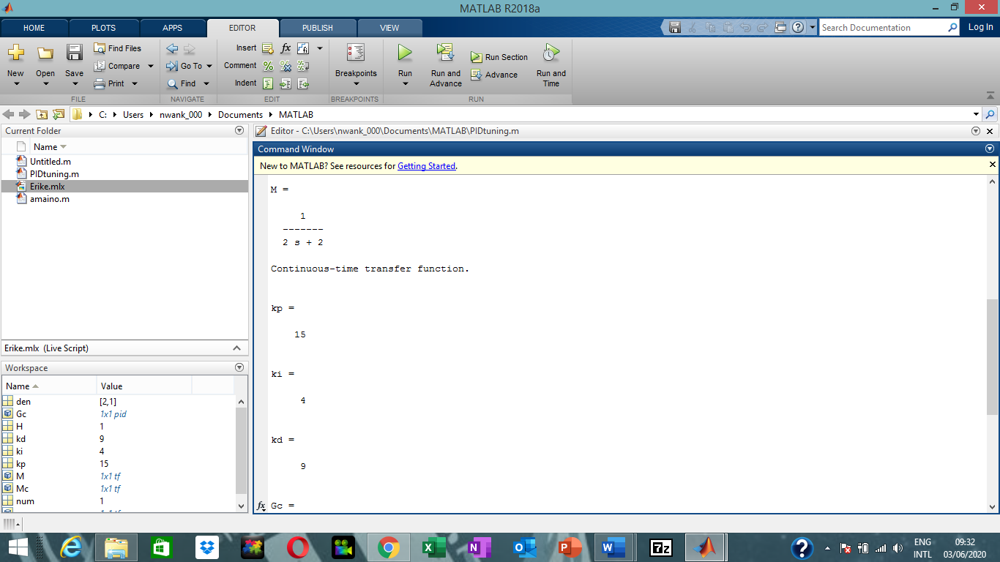 MATLAB R2018a
HOME PLOTS APPS EDITOR PUBLISH VIEW Search Documentation Log In
New Open Save Find Files Compare Print
Go To Find
Insert fx Comment Indent
Breakpoints Run Run and Advance Run Section Advance Run and Time
FILE NAVIGATE EDIT BREAKPOINTS RUN
C: Users nwank_000 Documents MATLAB
Current Folder
Name
Untitled.m
PIDtuning.m
Erike.mlx
amaino.m
Erike.mlx (Live Script)
Workspace
Name Value
den [2,1]
Gc 1x1 pid
H 1
kd 9
ki 4
kp 15
M 1x1 tf
Mc 1x1 tf
num 1
Editor - C:\Users\nwank_000\Documents\MATLAB\PIDtuning.m
Command Window
New to MATLAB? See resources for Getting Started.
M =
1
-------
2 s + 2
Continuous-time transfer function.
kp =
15
ki =
4
kd =
9
fx Gc =
ENG 09:32
INTL 03/06/2020